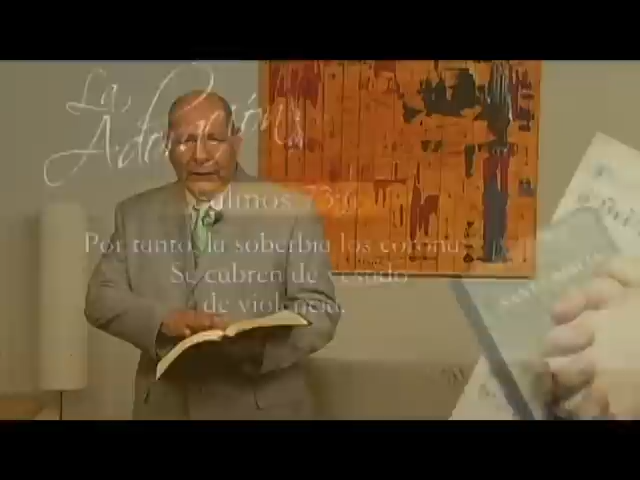 La
Adoración
Salmos 73:6
Por tanto, la soberbia los corona:
Se cubren de vestido
de violencia.